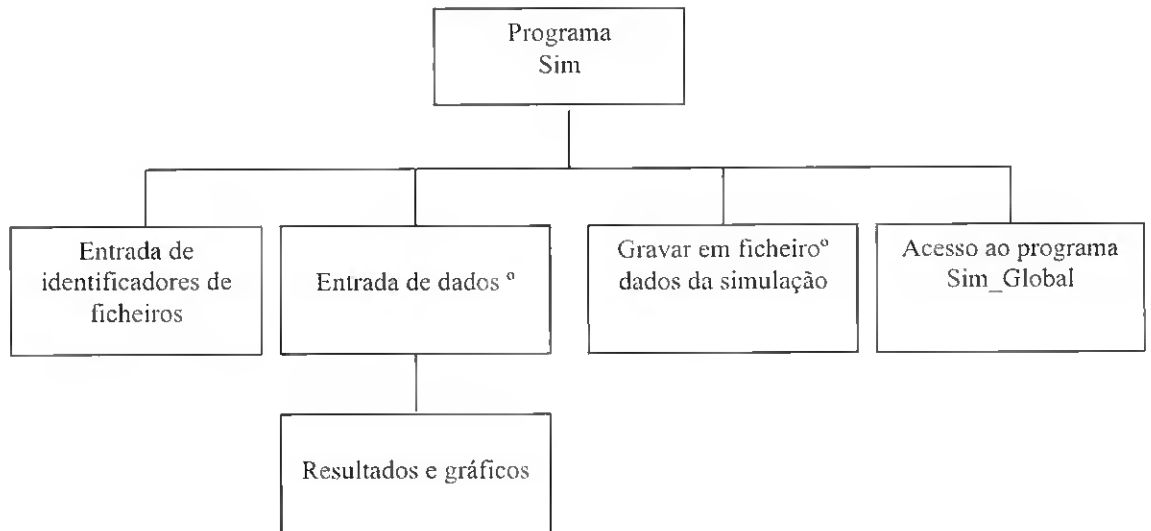 Programa
Sim
Entrada de
identificadores de
ficheiros
Entrada de dados º
Gravar em ficheiroº
dados da simulação
Acesso ao programa
Sim_Global
Resultados e gráficos